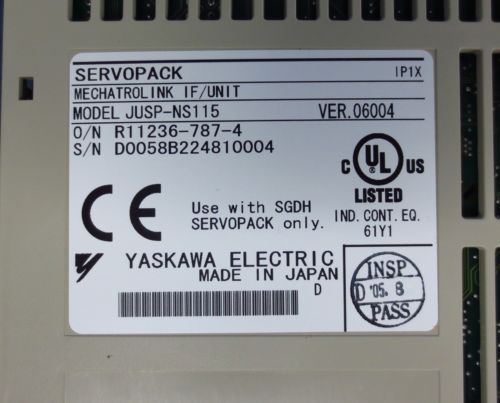 SERVOPACK IP1X
MECHATROLINK IF/UNIT
MODEL JUSP-NS115 VER.06004
O/N R11236-787-4
S/N D0058B224810004
C UL US
LISTED
IND.CONT.EQ.
61Y1
CE
Use with SGDH
SERVOPACK only.
YASKAWA ELECTRIC
MADE IN JAPAN
D
INSP
D '05.8
PASS